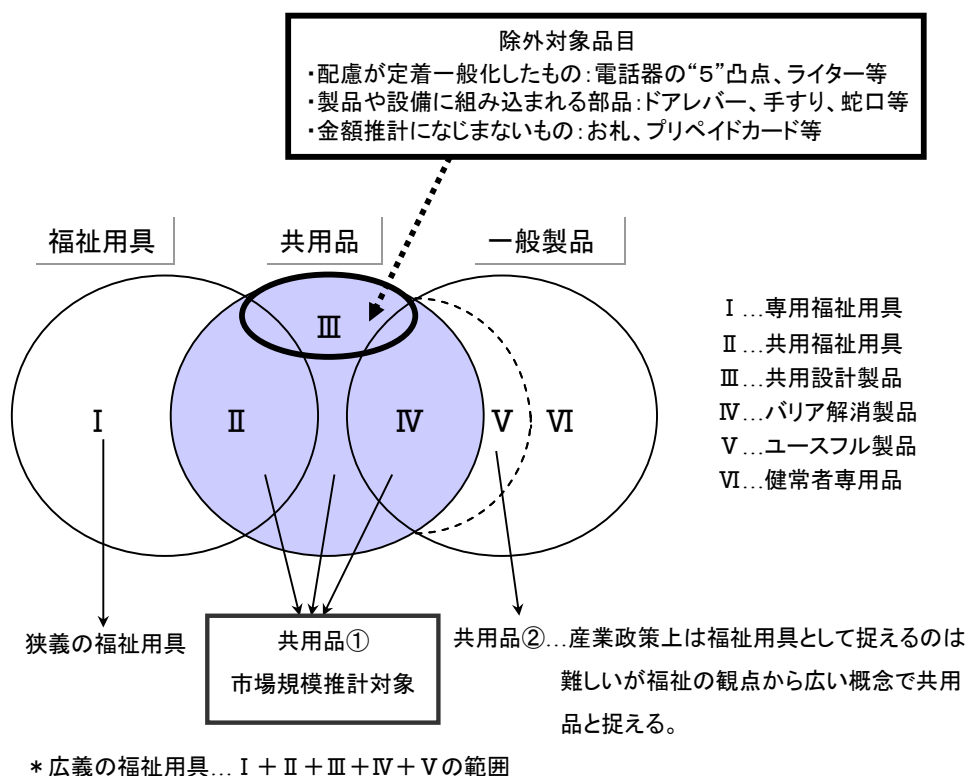 除外対象品目
・配慮が定着一般化したもの：電話器の“５”凸点、ライター等
・製品や設備に組み込まれる部品：ドアレバー、手すり、蛇口等
・金額推計になじまないもの：お札、プリペイドカード等
福祉用具
共用品
一般製品
Ⅲ
Ⅰ
Ⅱ
Ⅳ
Ⅴ
Ⅵ
Ⅰ…専用福祉用具
Ⅱ…共用福祉用具
Ⅲ…共用設計製品
Ⅳ…バリア解消製品
Ⅴ…ユースフル製品
Ⅵ…健常者専用品
狭義の福祉用具
共用品①
市場規模推計対象
共用品②…産業政策上は福祉用具として捉えるのは
難しいが福祉の観点から広い概念で共用
品と捉える。
＊広義の福祉用具…Ⅰ＋Ⅱ＋Ⅲ＋Ⅳ＋Ⅴの範囲